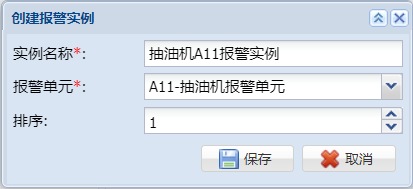 创建报警实例
实例名称*: 抽油机A11报警实例
报警单元*: A11-抽油机报警单元
排序: 1
保存 取消